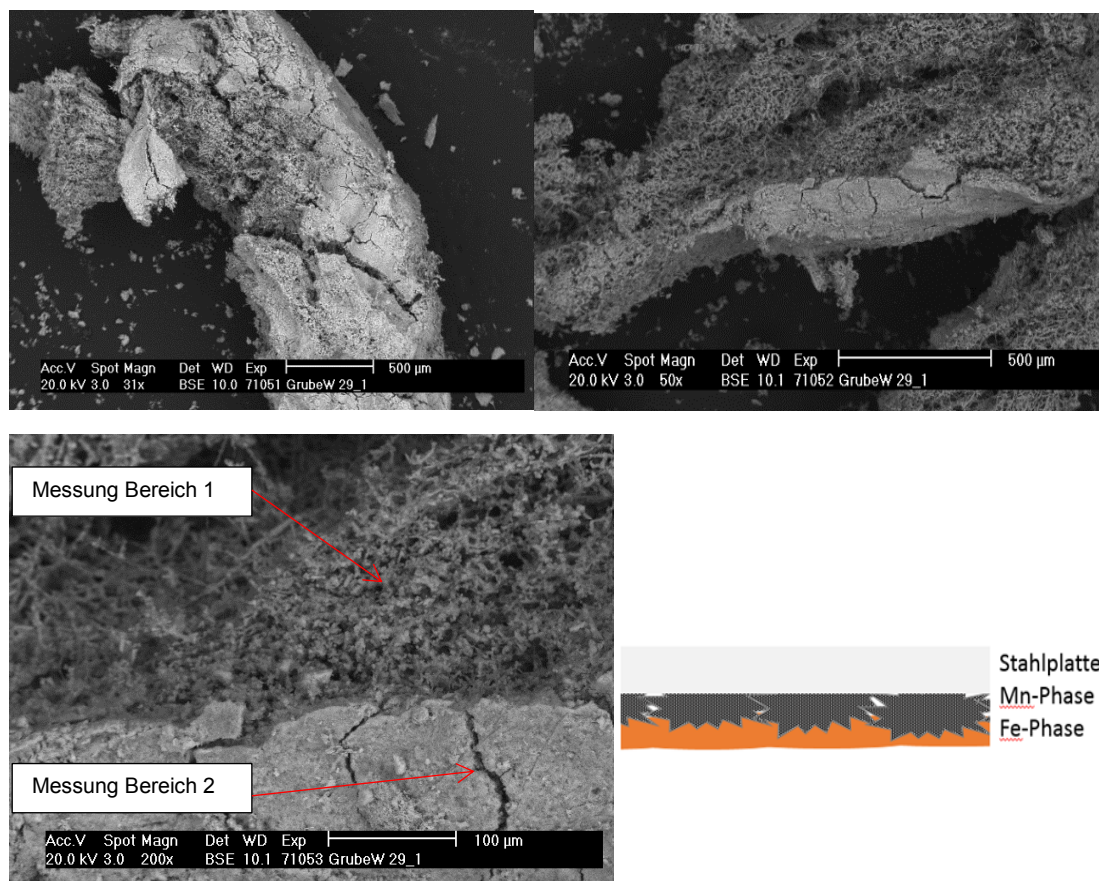 Acc.V Spot Magn Det WD Exp 500 µm
20.0 kV 3.0 31x BSE 10.0 71051 GrubeW 29_1
Acc.V Spot Magn Det WD Exp 500 µm
20.0 kV 3.0 50x BSE 10.1 71052 GrubeW 29_1
Messung Bereich 1
Messung Bereich 2
Acc.V Spot Magn Det WD Exp 100 µm
20.0 kV 3.0 200x BSE 10.1 71053 GrubeW 29_1
Stahlplatte
Mn-Phase
Fe-Phase